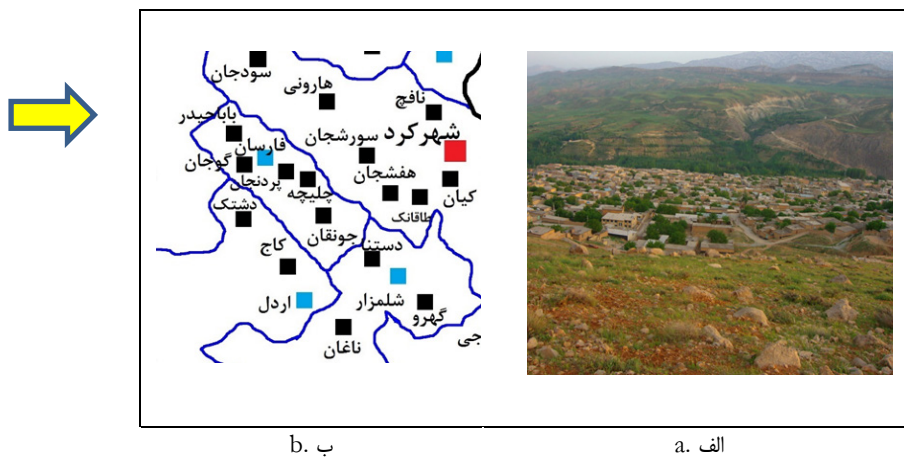 سودجان
هارونی
نافچ
باباحیدر
شهرکرد
سورشجان
فارسان
گوجان
پردنجان
چلیچه
هفشجان
کیان
طاقانک
دشتک
جونقان
دستنا
کاج
شلمزار
اردل
گهرو
ناغان
جی
الف .a
ب .b